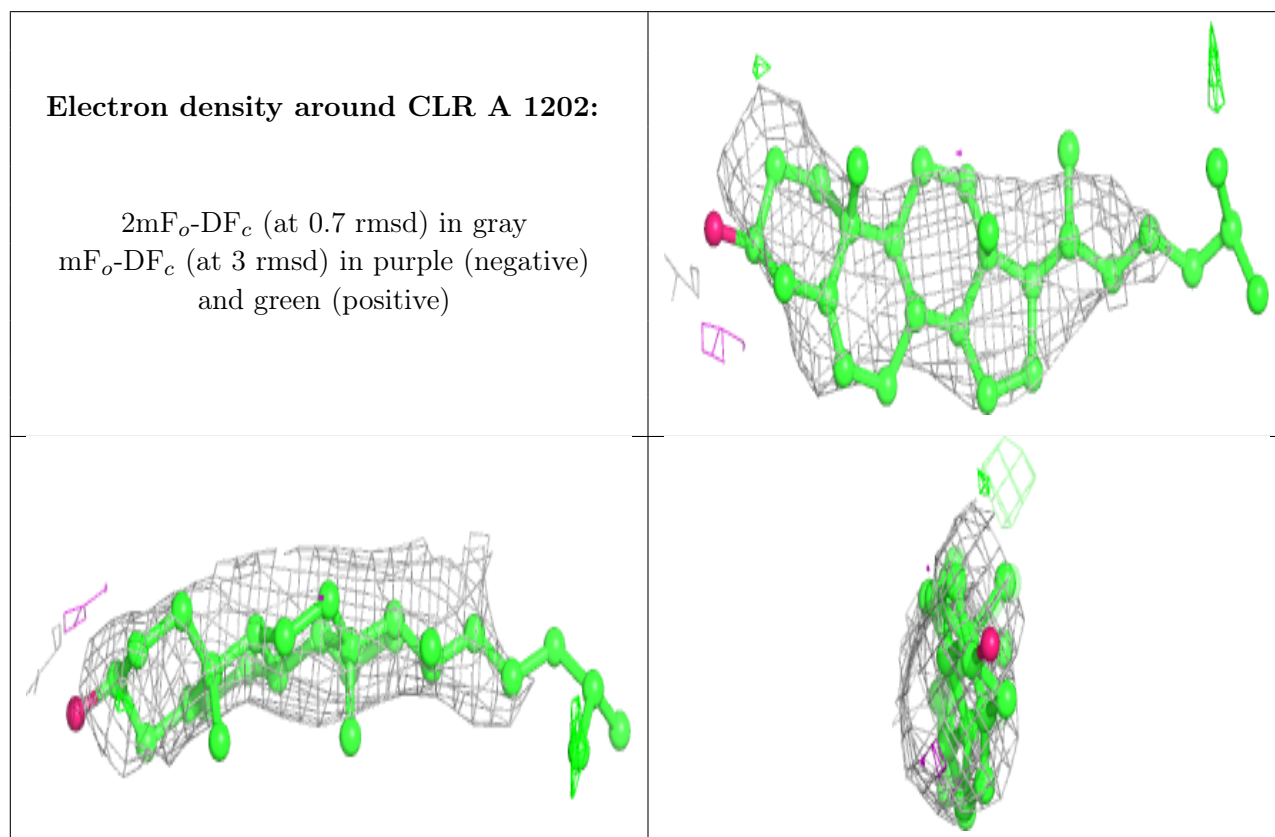 Electron density around CLR A 1202:
2mFo-DFc (at 0.7 rmsd) in gray
mFo-DFc (at 3 rmsd) in purple (negative)
and green (positive)